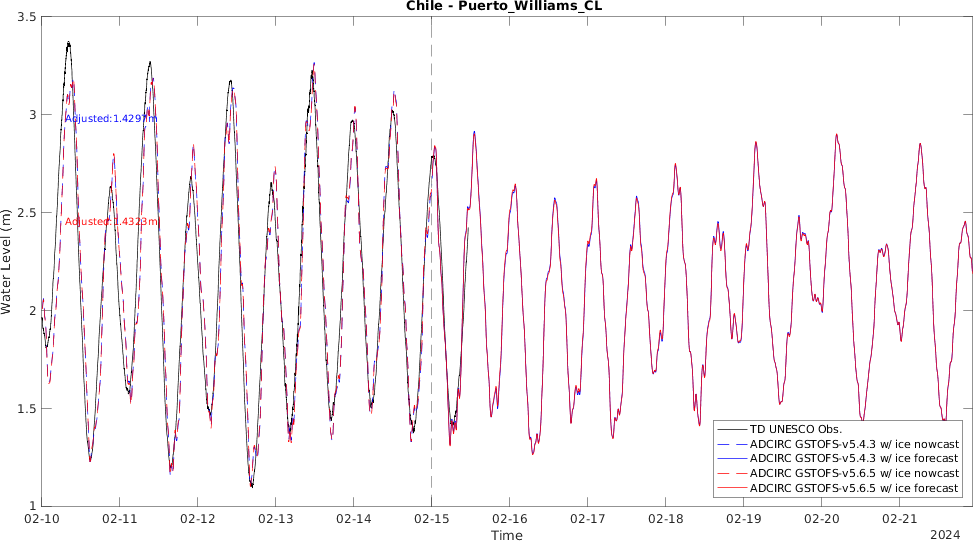 Chile - Puerto_Williams_CL
3.5
3
2.5
2
1.5
1
Water Level (m)
Adjusted:1.4297m
Adjusted:1.4323m
TD UNESCO Obs.
ADCIRC GSTOFS-v5.4.3 w/ ice nowcast
ADCIRC GSTOFS-v5.4.3 w/ ice forecast
ADCIRC GSTOFS-v5.6.5 w/ ice nowcast
ADCIRC GSTOFS-v5.6.5 w/ ice forecast
02-10 02-11 02-12 02-13 02-14 02-15 02-16 02-17 02-18 02-19 02-20 02-21
Time
2024